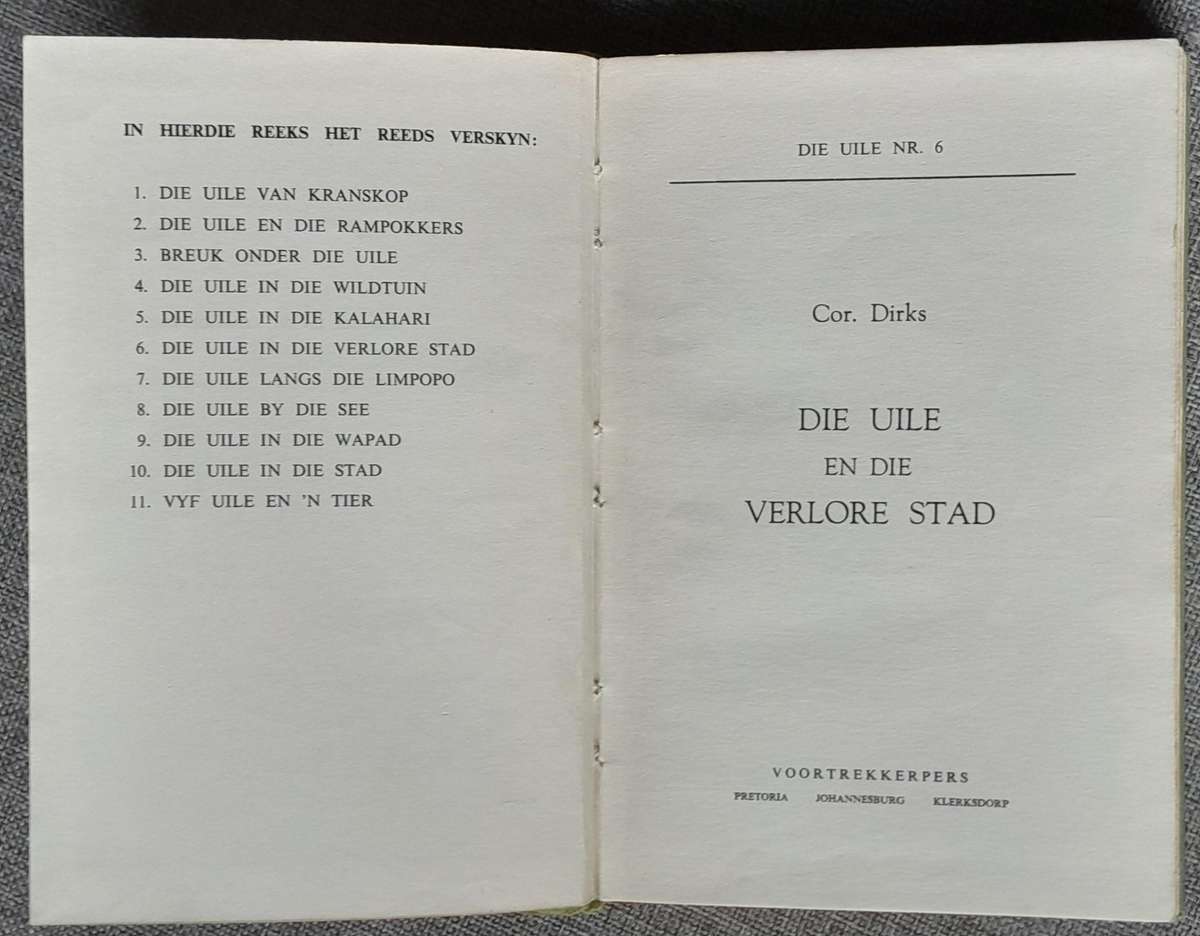 IN HIERDIE REEKS HET REEDS VERSKYN:
1. DIE UILE VAN KRANSKOP
2. DIE UILE EN DIE RAMPOKKERS
3. BREUK ONDER DIE UILE
4. DIE UILE IN DIE WILDTUIN
5. DIE UILE IN DIE KALAHARI
6. DIE UILE IN DIE VERLORE STAD
7. DIE UILE LANGS DIE LIMPOPO
8. DIE UILE BY DIE SEE
9. DIE UILE IN DIE WAPAD
10. DIE UILE IN DIE STAD
11. VYF UILE EN 'N TIER
DIE UILE NR. 6
Cor. Dirks
DIE UILE
EN DIE
VERLORE STAD
VOORTREKKERPERS
PRETORIA JOHANNESBURG KLERKSDORP